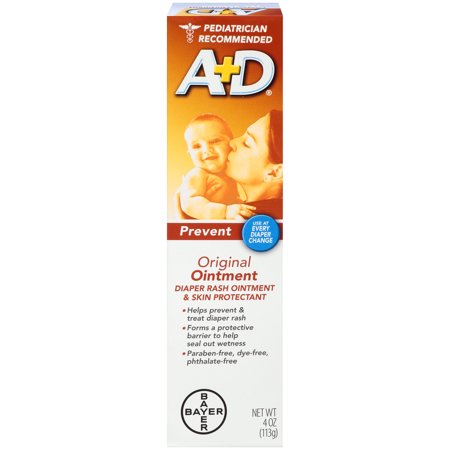 PEDIATRICIAN
RECOMMENDED
A+D®
Prevent
USE AT
EVERY
DIAPER
CHANGE
Original
Ointment
DIAPER RASH OINTMENT
& SKIN PROTECTANT
• Helps prevent &
treat diaper rash
• Forms a protective
barrier to help
seal out wetness
• Paraben-free, dye-free,
phthalate-free
BAYER
BAYER
NET WT
4 OZ
(113g)